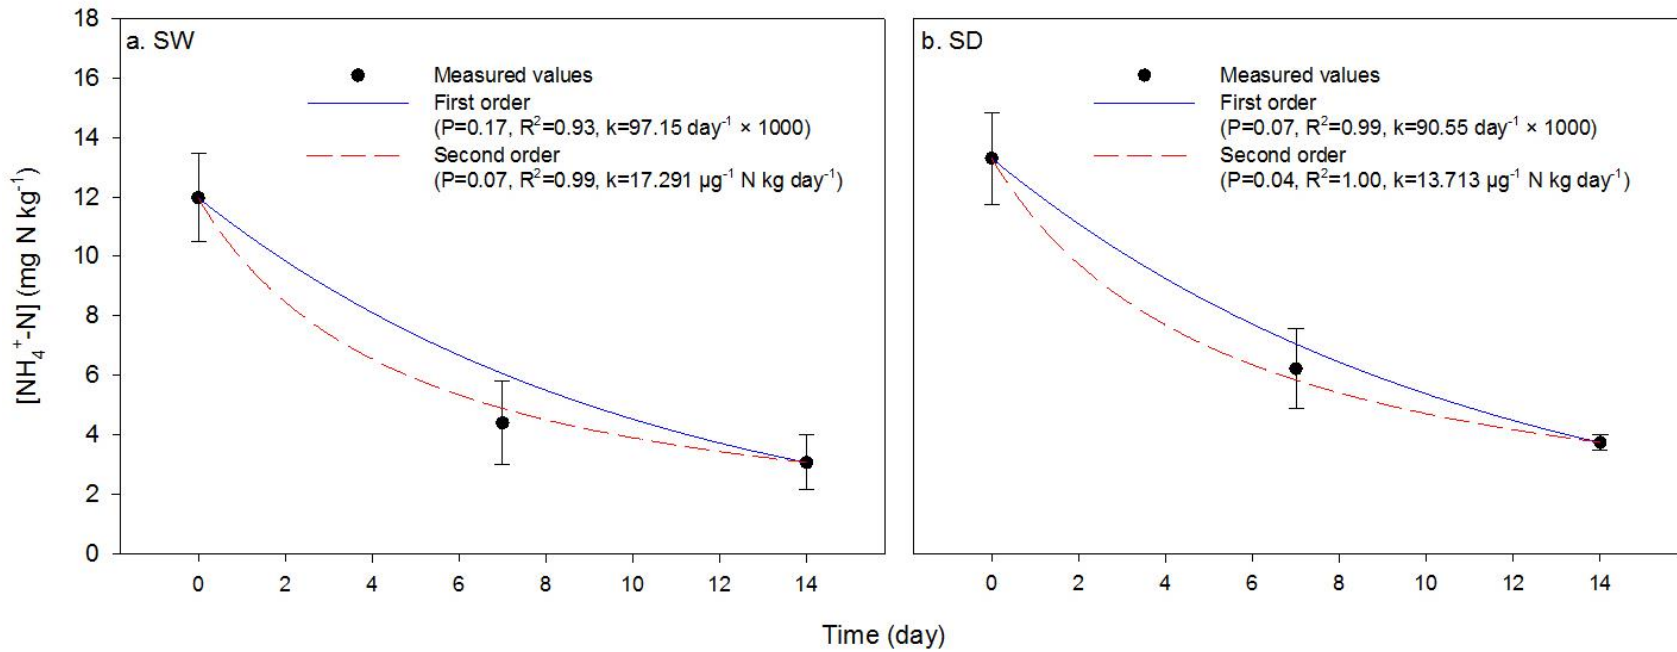 a. SW
Measured values
First order
(P=0.17, R²=0.93, k=97.15 day⁻¹ × 1000)
Second order
(P=0.07, R²=0.99, k=17.291 µg⁻¹ N kg day⁻¹)
b. SD
Measured values
First order
(P=0.07, R²=0.99, k=90.55 day⁻¹ × 1000)
Second order
(P=0.04, R²=1.00, k=13.713 µg⁻¹ N kg day⁻¹)
[NH₄⁺-N] (mg N kg⁻¹)
18
16
14
12
10
8
6
4
2
0
0 2 4 6 8 10 12 14
0 2 4 6 8 10 12 14
Time (day)